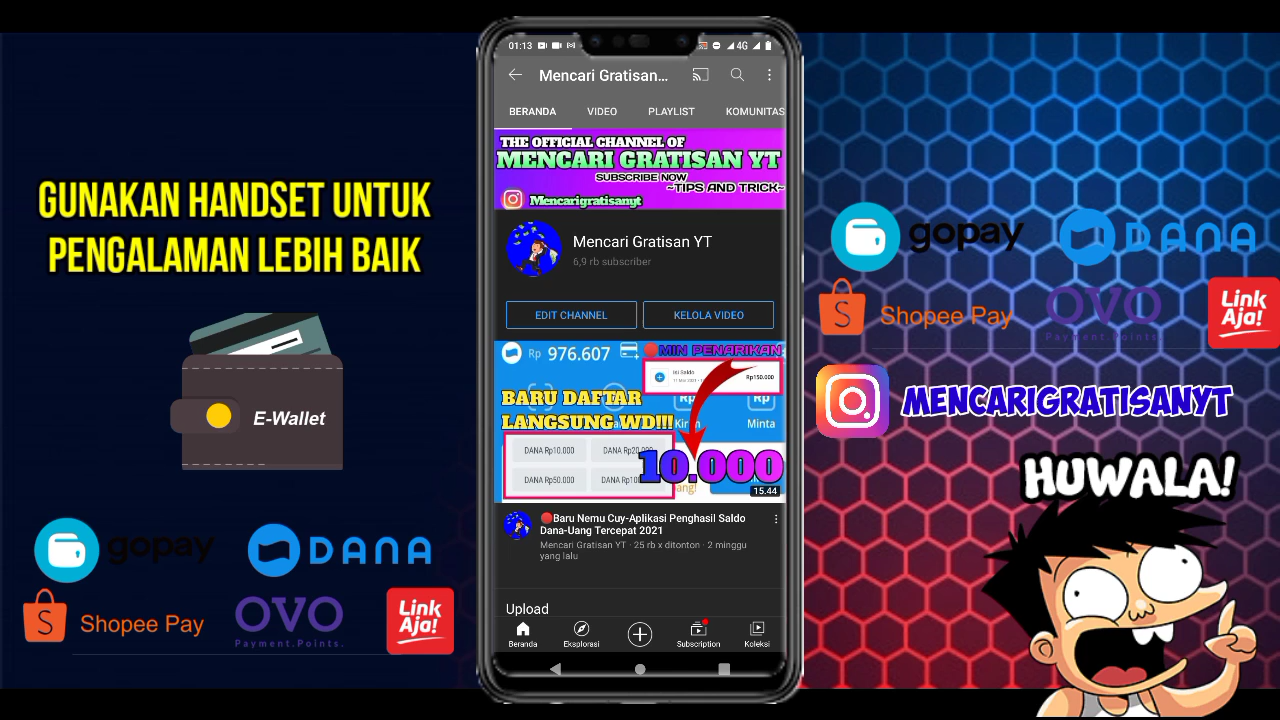 GUNAKAN HANDSET UNTUK
PENGALAMAN LEBIH BAIK
E-Wallet
gopay
DANA
Shopee Pay
OVO
Payment.Points.
Link
Aja!
01:13
4G
Mencari Gratisan...
BERANDA VIDEO PLAYLIST KOMUNITAS
THE OFFICIAL CHANNEL OF
MENCARI GRATISAN YT
SUBSCRIBE NOW
~TIPS AND TRICK~
Mencarigratisanyt
Mencari Gratisan YT
6,9 rb subscriber
EDIT CHANNEL
KELOLA VIDEO
Rp 976.607
MIN PENARIKAN
Isi Saldo
Rp150.000
BARU DAFTAR
LANGSUNG WD!!!
Minta
DANA Rp10.000
DANA Rp50.000
10.000
15.44
Baru Nemu Cuy-Aplikasi Penghasil Saldo
Dana-Uang Tercepat 2021
Mencari Gratisan YT · 25 rb x ditonton · 2 minggu
yang lalu
Upload
Beranda Eksplorasi Subscription Koleksi
gopay
DANA
Shopee Pay
OVO
Payment.Points.
Link
Aja!
MENCARIGRATISANYT
HUWALA!